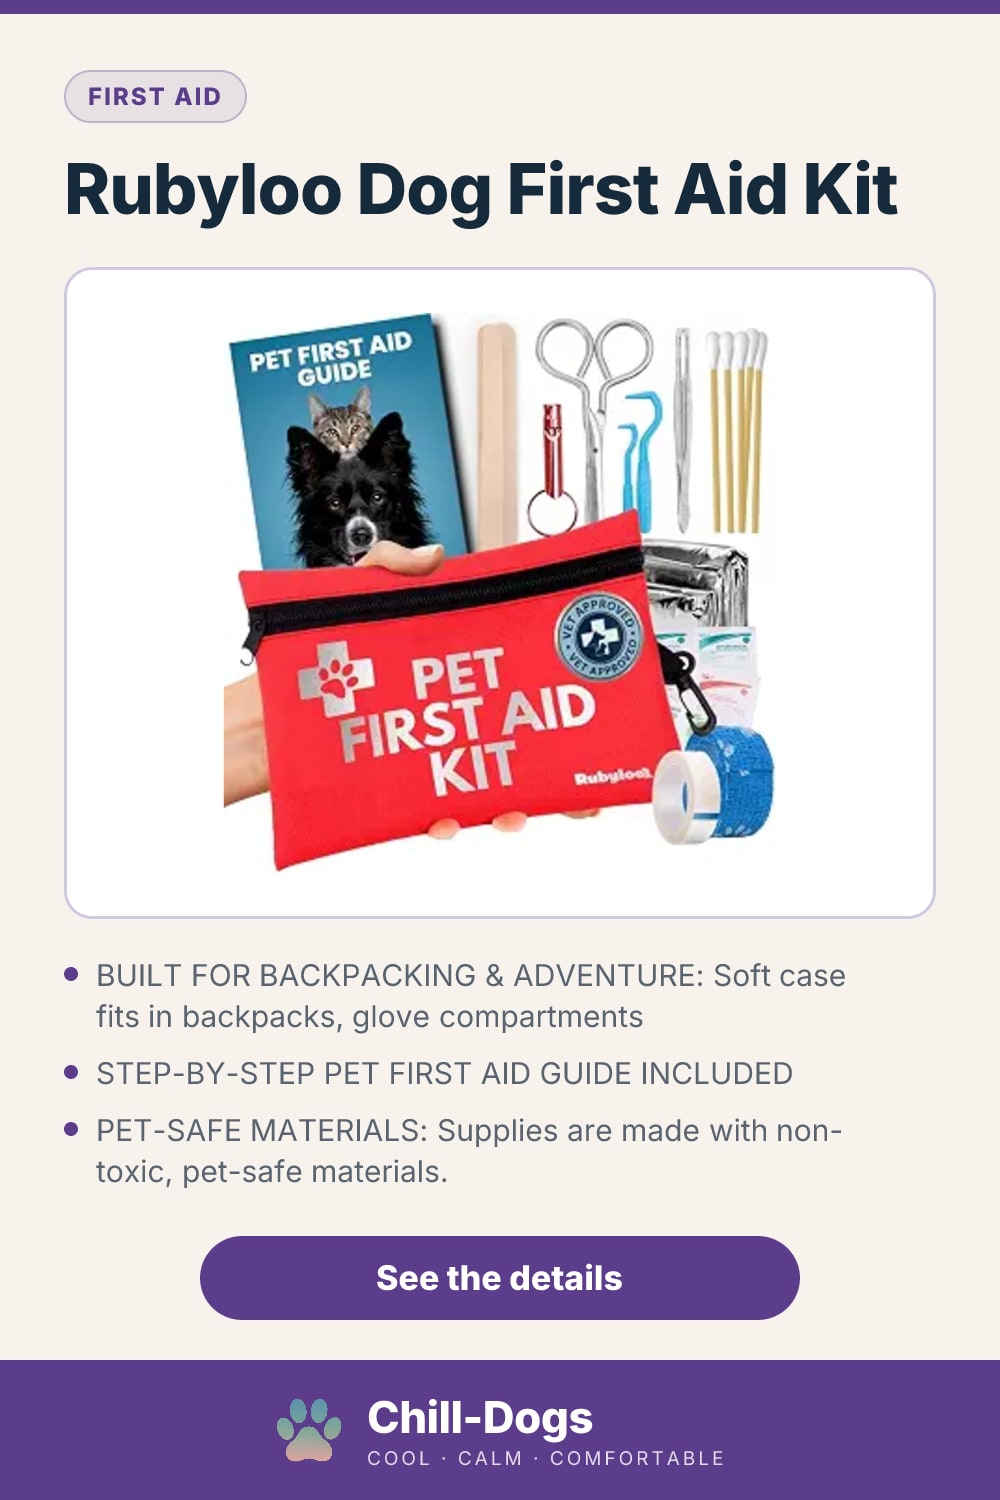 FIRST AID
Rubyloo Dog First Aid Kit
PET FIRST AID
GUIDE
VET APPROVED
VET APPROVED
PET
FIRST AID
KIT
Rubyloo
BUILT FOR BACKPACKING & ADVENTURE: Soft case
fits in backpacks, glove compartments
STEP-BY-STEP PET FIRST AID GUIDE INCLUDED
PET-SAFE MATERIALS: Supplies are made with non-
toxic, pet-safe materials.
See the details
Chill-Dogs
COOL · CALM · COMFORTABLE